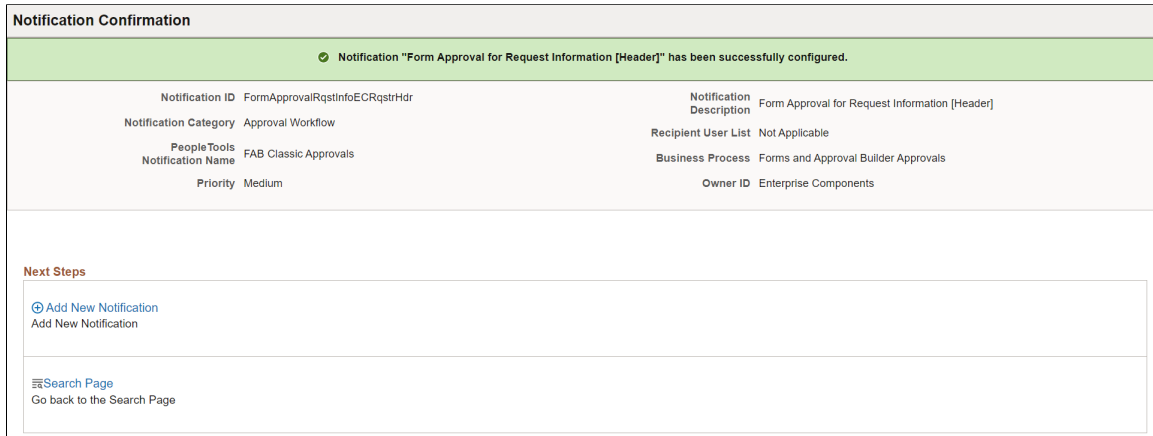 Notification Confirmation
Notification "Form Approval for Request Information [Header]" has been successfully configured.
Notification ID FormApprovalRqstInfoECRqstrHdr
Notification Category Approval Workflow
PeopleTools
Notification Name FAB Classic Approvals
Priority Medium
Notification
Description Form Approval for Request Information [Header]
Recipient User List Not Applicable
Business Process Forms and Approval Builder Approvals
Owner ID Enterprise Components
Next Steps
Add New Notification
Add New Notification
Search Page
Go back to the Search Page